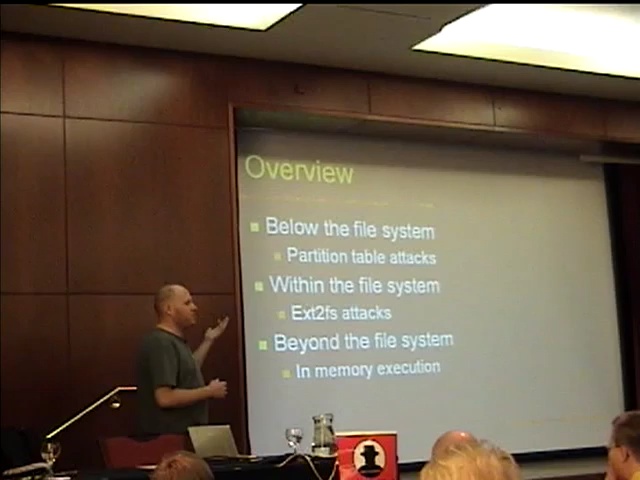 Overview
Below the file system
Partition table attacks
Within the file system
Ext2fs attacks
Beyond the file system
In memory execution